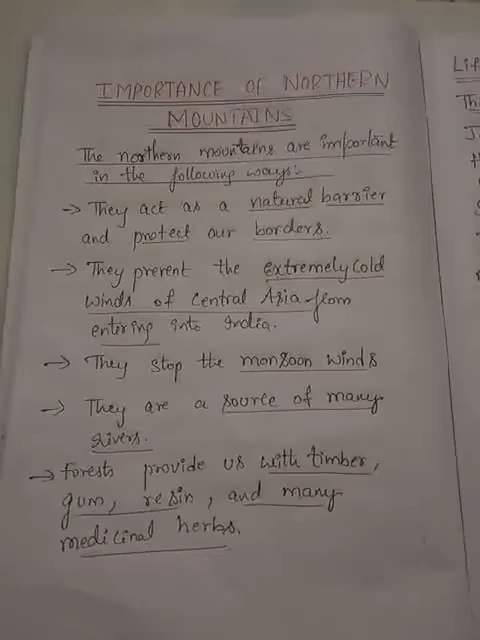 IMPORTANCE OF NORTHERN
MOUNTAINS
The northern mountains are important
in the following ways:-
→ They act as a natural barrier
and protect our borders.
→ They prevent the extremely cold
winds of Central Asia from
entering into India.
→ They stop the monsoon winds
→ They are a source of many
rivers.
→ forests provide us with timber,
gum, resin, and many
medicinal herbs.